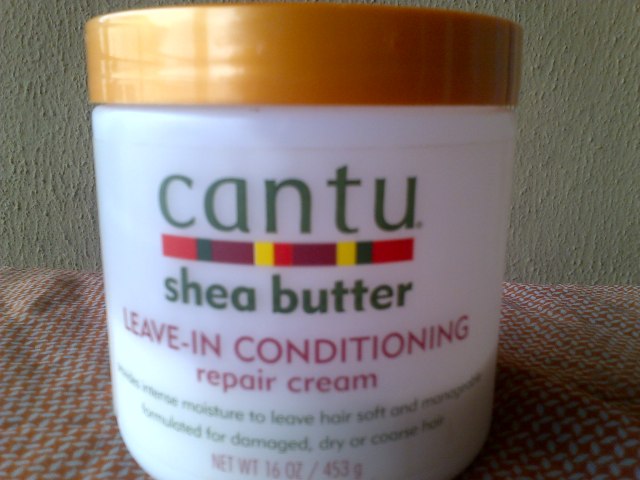 cantu
shea butter
LEAVE-IN CONDITIONING
repair cream
intense moisture to leave hair soft and manageable
formulated for damaged, dry or coarse hair
NET WT 16 OZ / 453 g